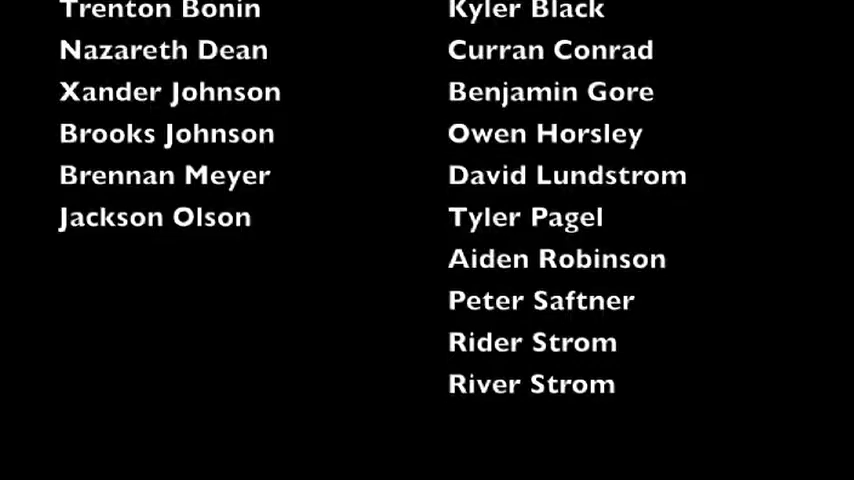 Trenton Bonin
Nazareth Dean
Xander Johnson
Brooks Johnson
Brennan Meyer
Jackson Olson
Kyler Black
Curran Conrad
Benjamin Gore
Owen Horsley
David Lundstrom
Tyler Pagel
Aiden Robinson
Peter Saftner
Rider Strom
River Strom